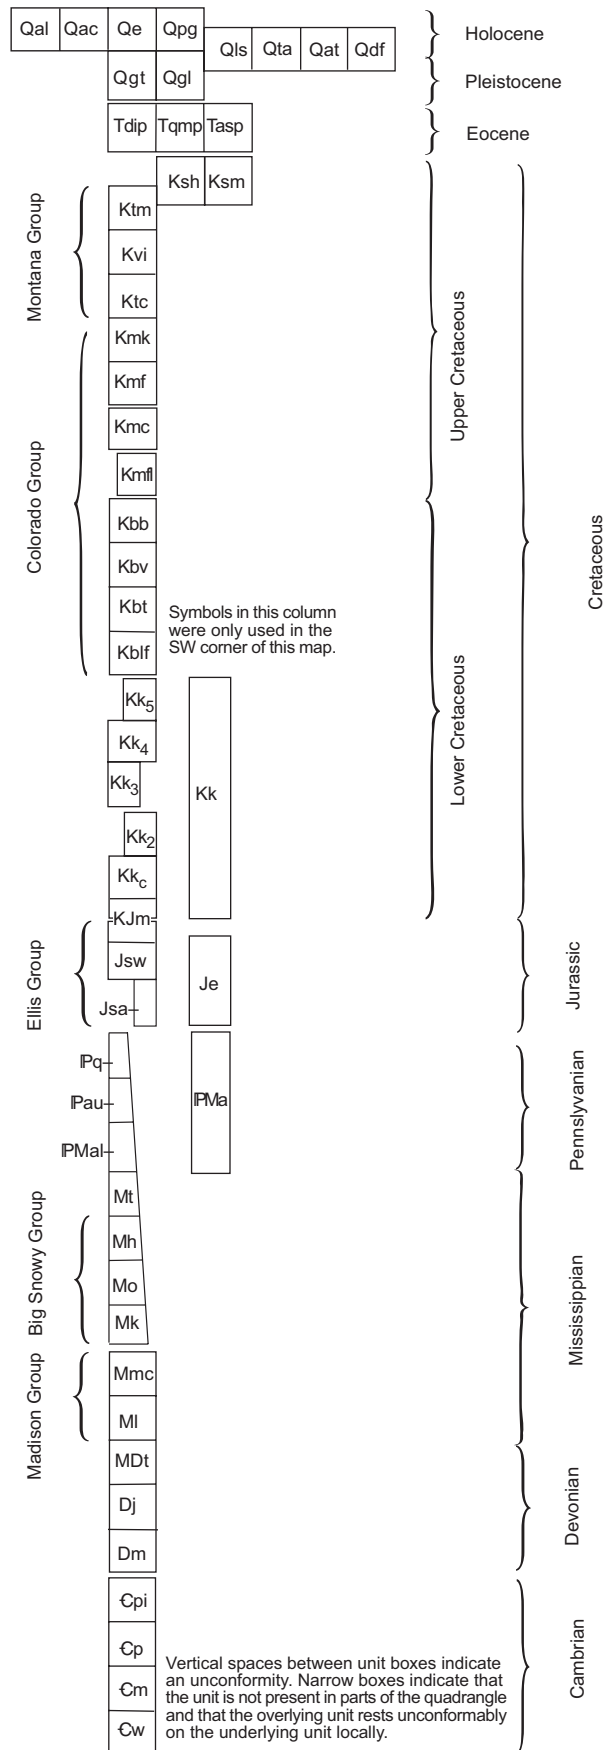 Qal Qac Qe Qpg
Qls Qta Qat Qdf
Holocene
Qgt Qgl
Pleistocene
Tdip Tqmp Tasp
Eocene
Ksh Ksm
Ktm
Kvi
Ktc
Montana Group
Kmk
Kmf
Kmc
Kmfl
Kbb
Kbv
Kbt
Kblf
Colorado Group
Upper Cretaceous
Cretaceous
Symbols in this column
were only used in the
SW corner of this map.
Kk5
Kk4
Kk3
Kk2
Kkc
Kk
Lower Cretaceous
KJm
Jsw
Jsa
Je
Ellis Group
Jurassic
ℙq
ℙau
ℙMal
ℙMa
Pennslyvanian
Mt
Mh
Mo
Mk
Big Snowy Group
Mississippian
Mmc
Ml
Madison Group
MDt
Dj
Dm
Devonian
Ꞓpi
Ꞓp
Ꞓm
Ꞓw
Cambrian
Vertical spaces between unit boxes indicate
an unconformity. Narrow boxes indicate that
the unit is not present in parts of the quadrangle
and that the overlying unit rests unconformably
on the underlying unit locally.